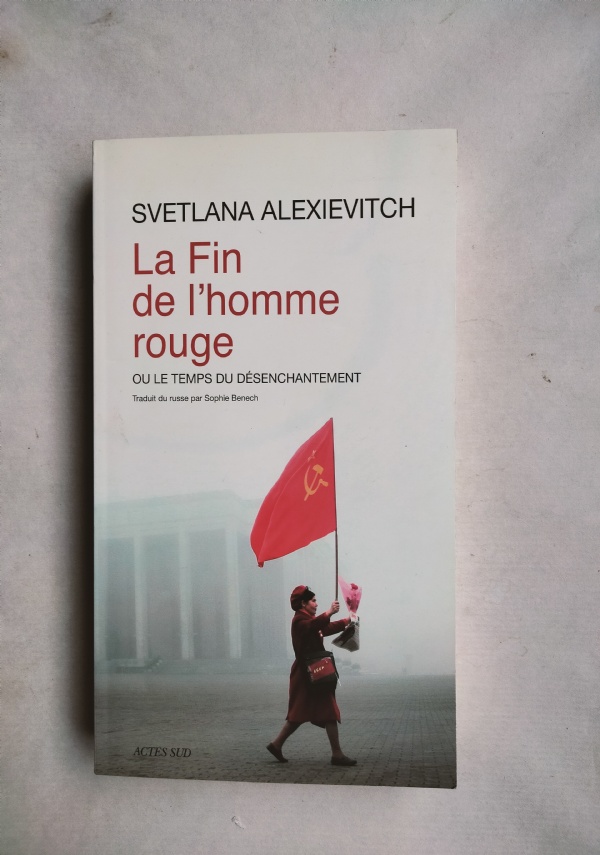 SVETLANA ALEXIEVITCH
La Fin
de l'homme
rouge
OU LE TEMPS DU DÉSENCHANTEMENT
Traduit du russe par Sophie Benech
CCCP
ACTES SUD